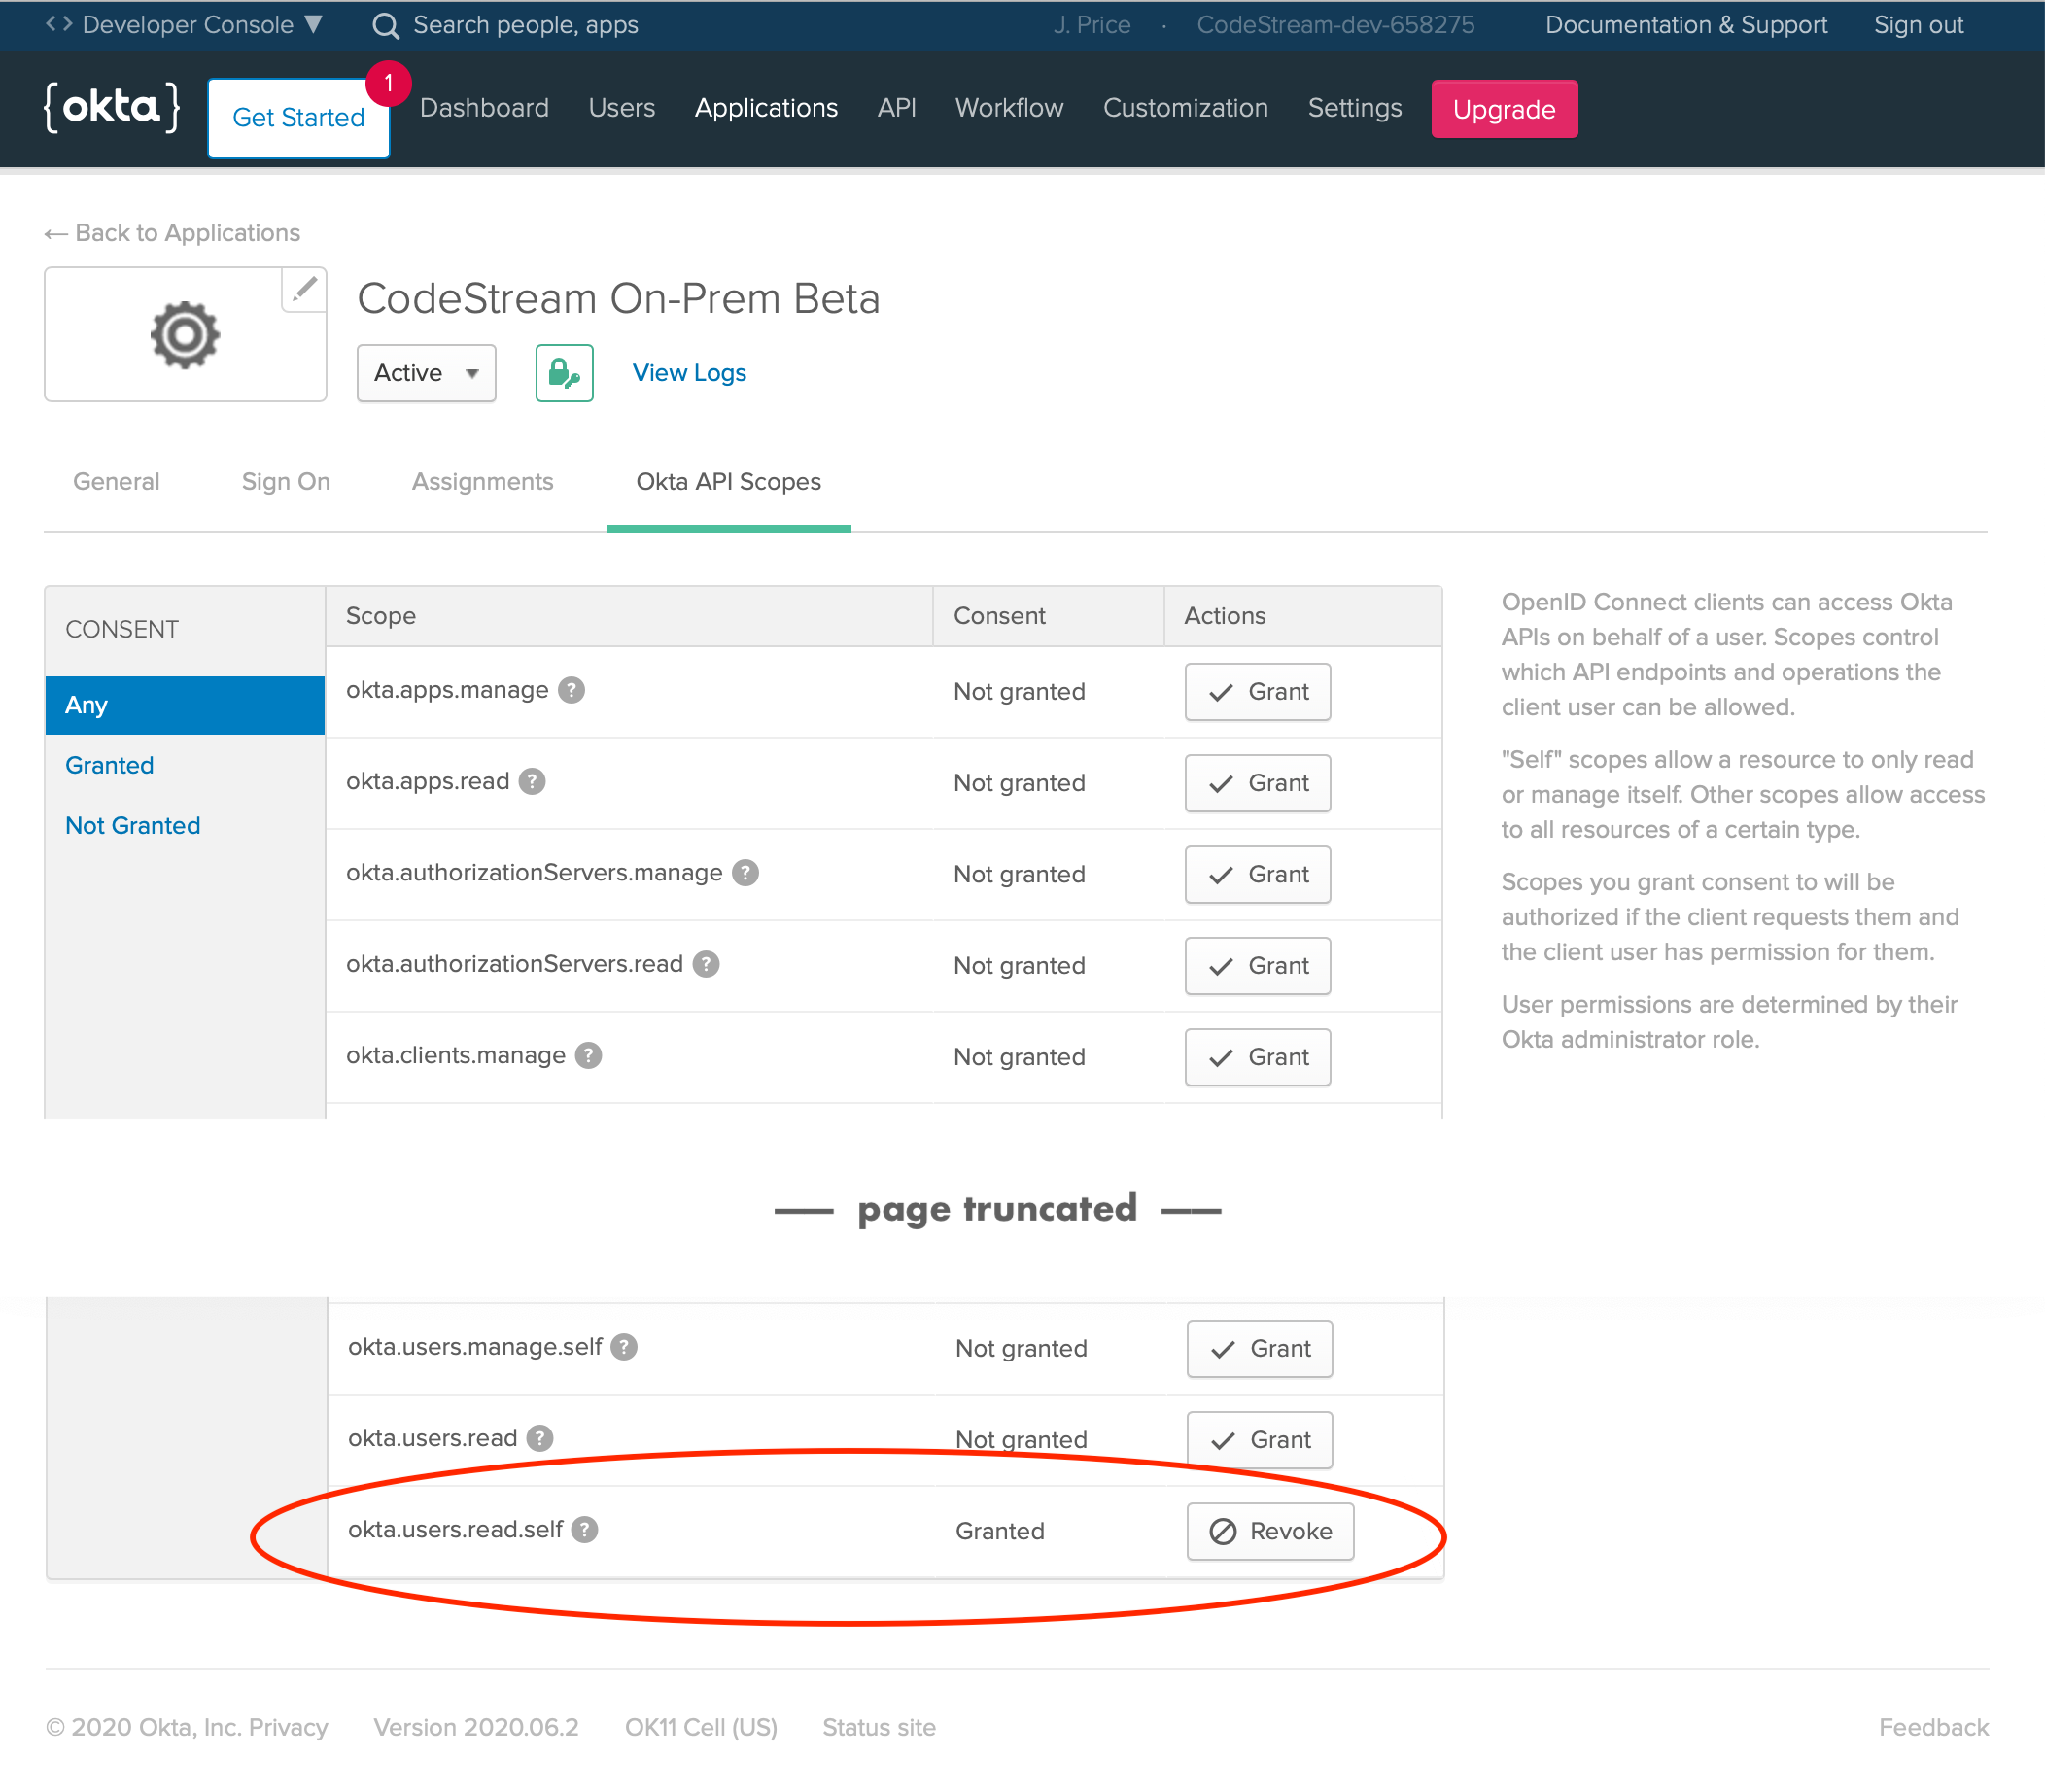 <> Developer Console ▼ Search people, apps J. Price · CodeStream-dev-658275 Documentation & Support Sign out
{okta} Get Started 1 Dashboard Users Applications API Workflow Customization Settings Upgrade
← Back to Applications
CodeStream On-Prem Beta
Active View Logs
General Sign On Assignments Okta API Scopes
CONSENT
Any
Granted
Not Granted
Scope Consent Actions
okta.apps.manage ? Not granted Grant
okta.apps.read ? Not granted Grant
okta.authorizationServers.manage ? Not granted Grant
okta.authorizationServers.read ? Not granted Grant
okta.clients.manage ? Not granted Grant
OpenID Connect clients can access Okta
APIs on behalf of a user. Scopes control
which API endpoints and operations the
client user can be allowed.
"Self" scopes allow a resource to only read
or manage itself. Other scopes allow access
to all resources of a certain type.
Scopes you grant consent to will be
authorized if the client requests them and
the client user has permission for them.
User permissions are determined by their
Okta administrator role.
— page truncated —
okta.users.manage.self ? Not granted Grant
okta.users.read ? Not granted Grant
okta.users.read.self ? Granted Revoke
© 2020 Okta, Inc. Privacy Version 2020.06.2 OK11 Cell (US) Status site Feedback